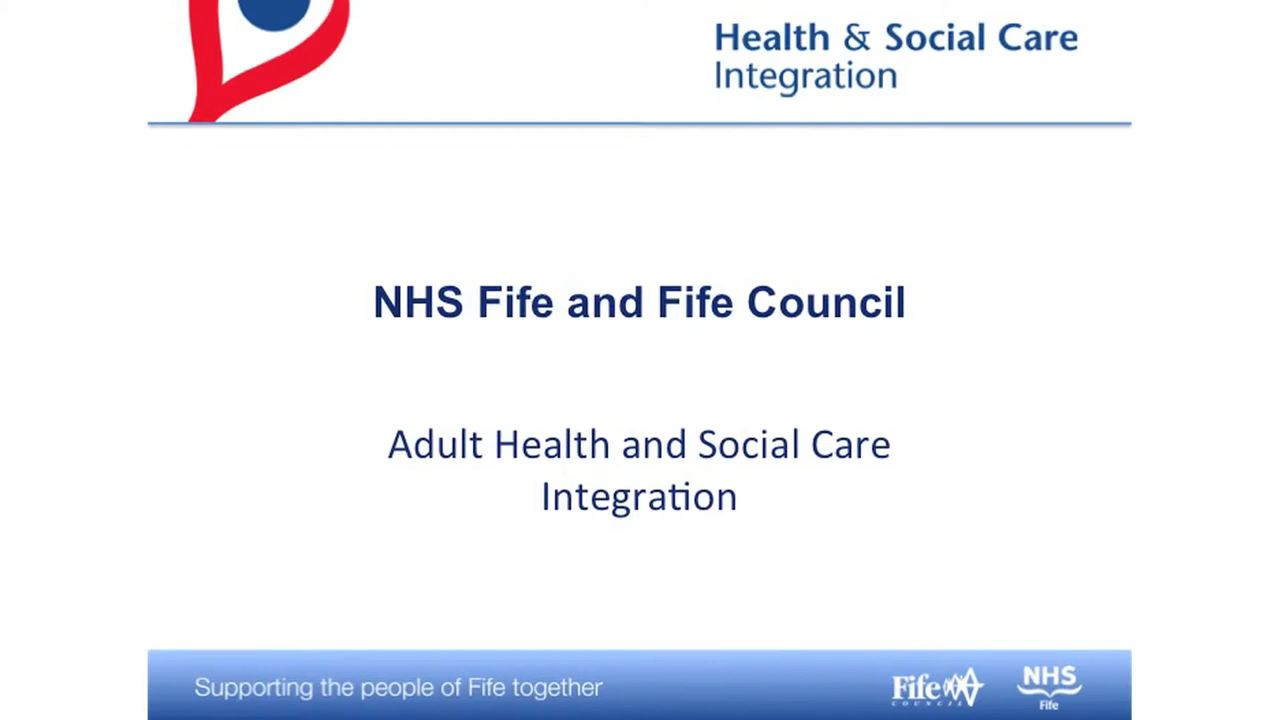 Health & Social Care
Integration
NHS Fife and Fife Council
Adult Health and Social Care
Integration
Supporting the people of Fife together
Fife
COUNCIL
NHS
Fife